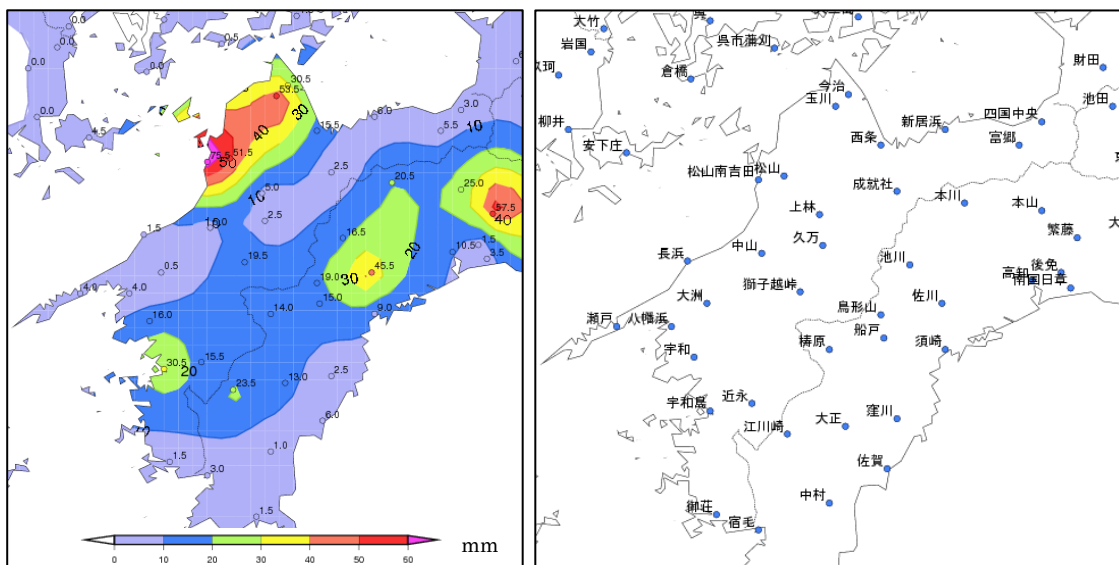 0.0
0.0
0.5
0.0
0.0
30.5
53.5
30
3.0
4.5
15.5
10
40
51.5
75.5
50
2.5
20.5
25.0
5.0
10
57.5
40
2.5
1.5
16.5
20
10.5
3.5
19.5
0.5
45.5
30
19.0
4.0
4.0
15.0
14.0
9.0
16.0
15.5
30.5
20
13.0
2.5
23.5
6.0
1.0
1.5
3.0
1.5
0 10 20 30 40 50 60
mm
大竹
岩国
呉市蒲刈
倉橋
財田
今治
玉川
池田
柳井
四国中央
新居浜
西条
富郷
安下庄
松山南吉田
松山
成就社
本川
上林
本山
久万
繁藤
中山
長浜
池川
後免
高知
南国日章
獅子越峠
大洲
佐川
鳥形山
瀬戸
八幡浜
船戸
須崎
梼原
宇和
近永
宇和島
窪川
大正
江川崎
佐賀
中村
御荘
宿毛